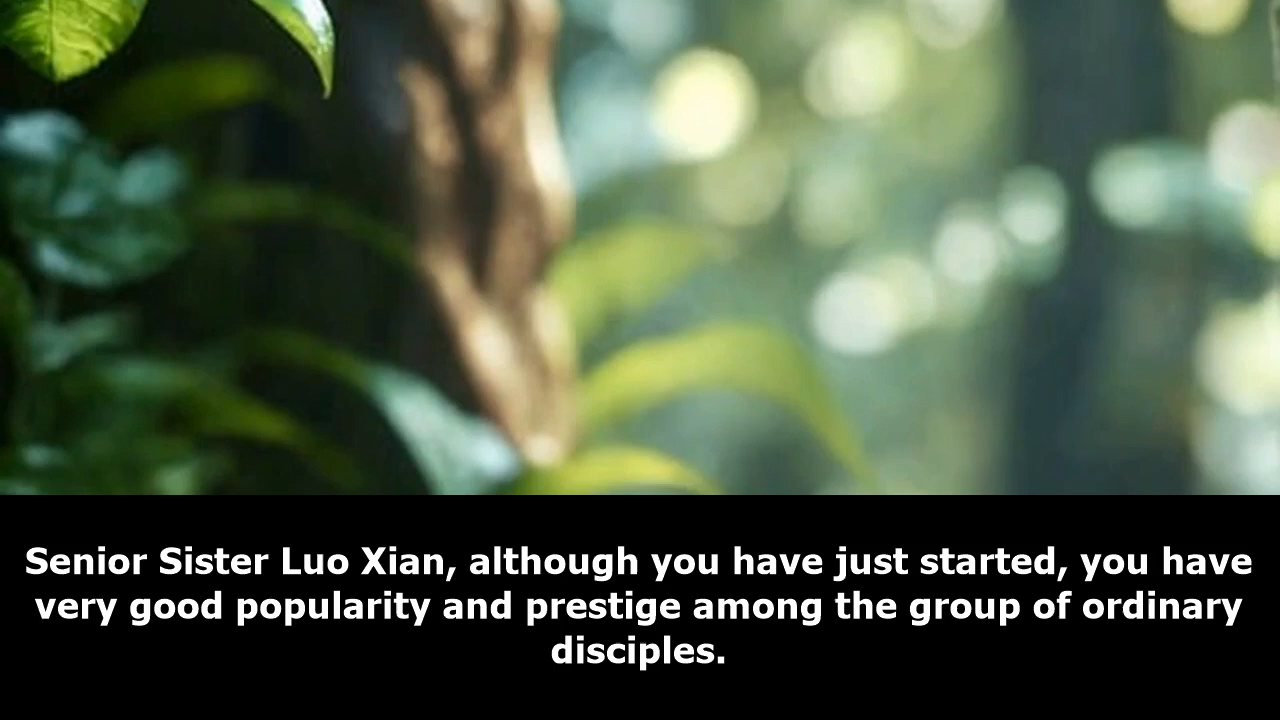 Senior Sister Luo Xian, although you have just started, you have
very good popularity and prestige among the group of ordinary
disciples.